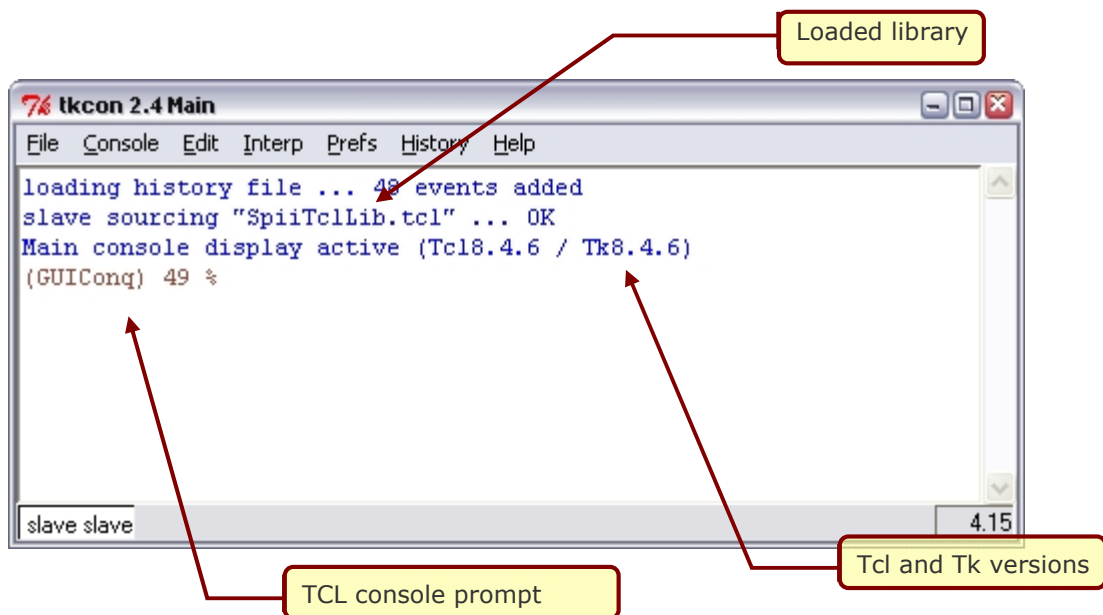 Loaded library
tkcon 2.4 Main
File Console Edit Interp Prefs History Help
loading history file ... 48 events added
slave sourcing "SpiiTclLib.tcl" ... OK
Main console display active (Tcl8.4.6 / Tk8.4.6)
(GUIConq) 49 %
slave slave
4.15
Tcl and Tk versions
TCL console prompt